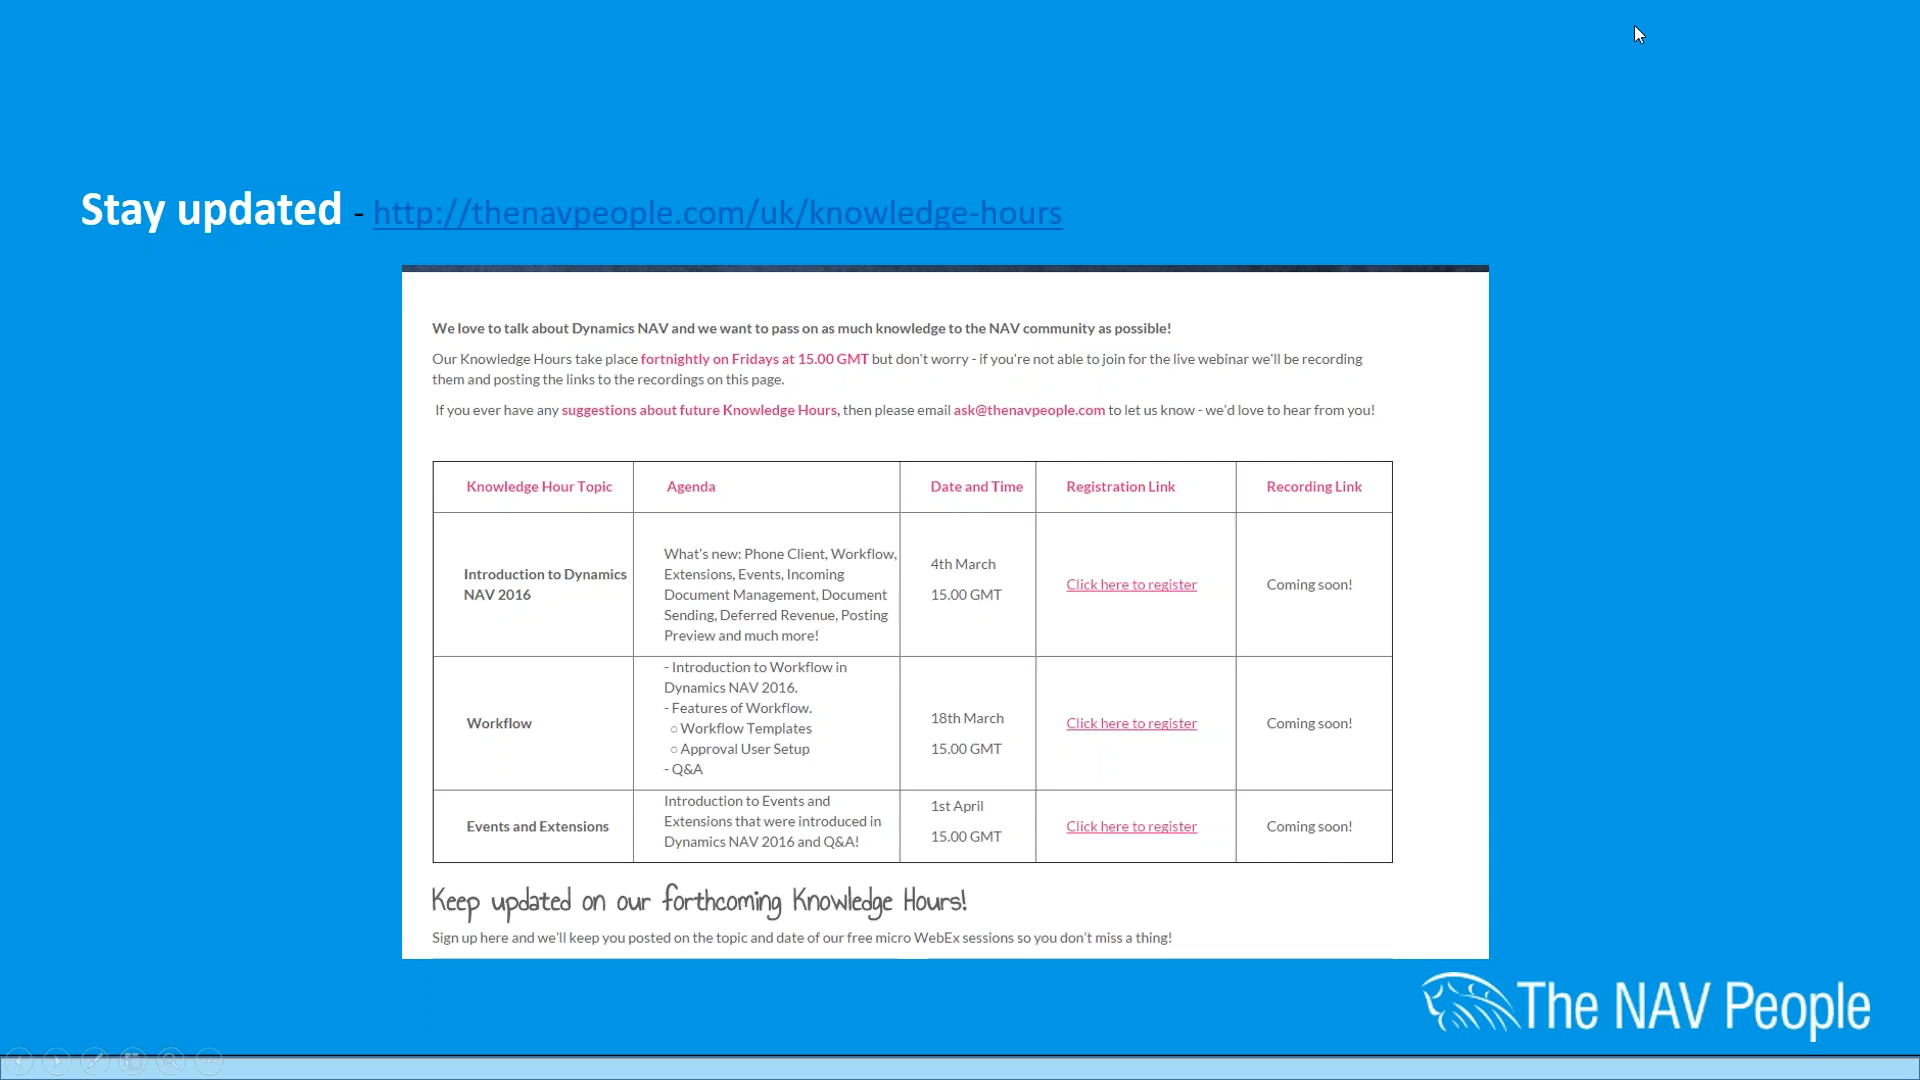 Stay updated - http://thenavpeople.com/uk/knowledge-hours
We love to talk about Dynamics NAV and we want to pass on as much knowledge to the NAV community as possible!
Our Knowledge Hours take place fortnightly on Fridays at 15.00 GMT but don't worry - if you're not able to join for the live webinar we'll be recording
them and posting the links to the recordings on this page.
If you ever have any suggestions about future Knowledge Hours, then please email ask@thenavpeople.com to let us know - we'd love to hear from you!
Knowledge Hour Topic
Agenda
Date and Time
Registration Link
Recording Link
Introduction to Dynamics
NAV 2016
What's new: Phone Client, Workflow,
Extensions, Events, Incoming
Document Management, Document
Sending, Deferred Revenue, Posting
Preview and much more!
4th March
15.00 GMT
Click here to register
Coming soon!
Workflow
- Introduction to Workflow in
Dynamics NAV 2016.
- Features of Workflow.
○ Workflow Templates
○ Approval User Setup
- Q&A
18th March
15.00 GMT
Click here to register
Coming soon!
Events and Extensions
Introduction to Events and
Extensions that were introduced in
Dynamics NAV 2016 and Q&A!
1st April
15.00 GMT
Click here to register
Coming soon!
Keep updated on our forthcoming Knowledge Hours!
Sign up here and we'll keep you posted on the topic and date of our free micro WebEx sessions so you don't miss a thing!
The NAV People